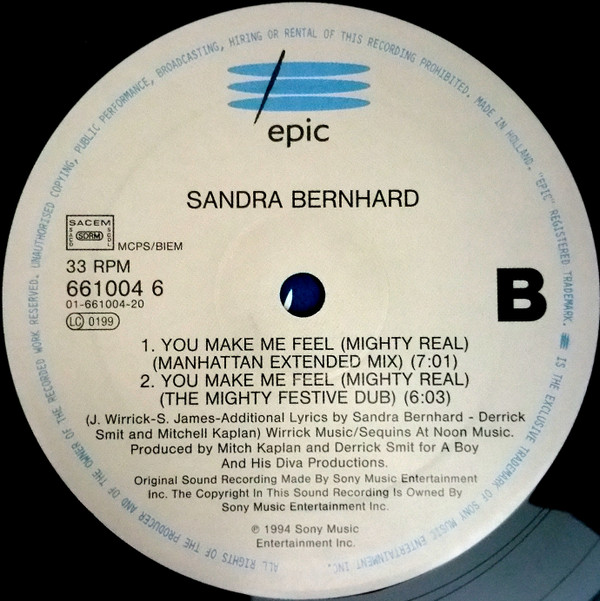 ALL RIGHTS OF THE PRODUCER AND OF THE OWNER OF THE RECORDED WORK RESERVED. UNAUTHORISED COPYING, PUBLIC PERFORMANCE, BROADCASTING, HIRING OR RENTAL OF THIS RECORDING PROHIBITED. MADE IN HOLLAND. "EPIC" REGISTERED TRADEMARK. IS THE EXCLUSIVE TRADEMARK OF SONY MUSIC ENTERTAINMENT INC.
epic
SANDRA BERNHARD
SACEM
SACD SDRM SCDL
MCPS/BIEM
33 RPM
661004 6
01-661004-20
LC 0199
B
1. YOU MAKE ME FEEL (MIGHTY REAL)
(MANHATTAN EXTENDED MIX) (7:01)
2. YOU MAKE ME FEEL (MIGHTY REAL)
(THE MIGHTY FESTIVE DUB) (6:03)
(J. Wirrick-S. James-Additional Lyrics by Sandra Bernhard - Derrick
Smit and Mitchell Kaplan) Wirrick Music/Sequins At Noon Music.
Produced by Mitch Kaplan and Derrick Smit for A Boy
And His Diva Productions.
Original Sound Recording Made By Sony Music Entertainment
Inc. The Copyright In This Sound Recording Is Owned By
Sony Music Entertainment Inc.
℗ 1994 Sony Music
Entertainment Inc.